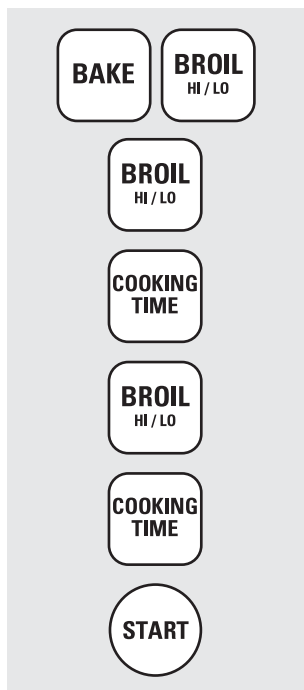 BAKE
BROIL
HI / LO
BROIL
HI / LO
COOKING
TIME
BROIL
HI / LO
COOKING
TIME
START